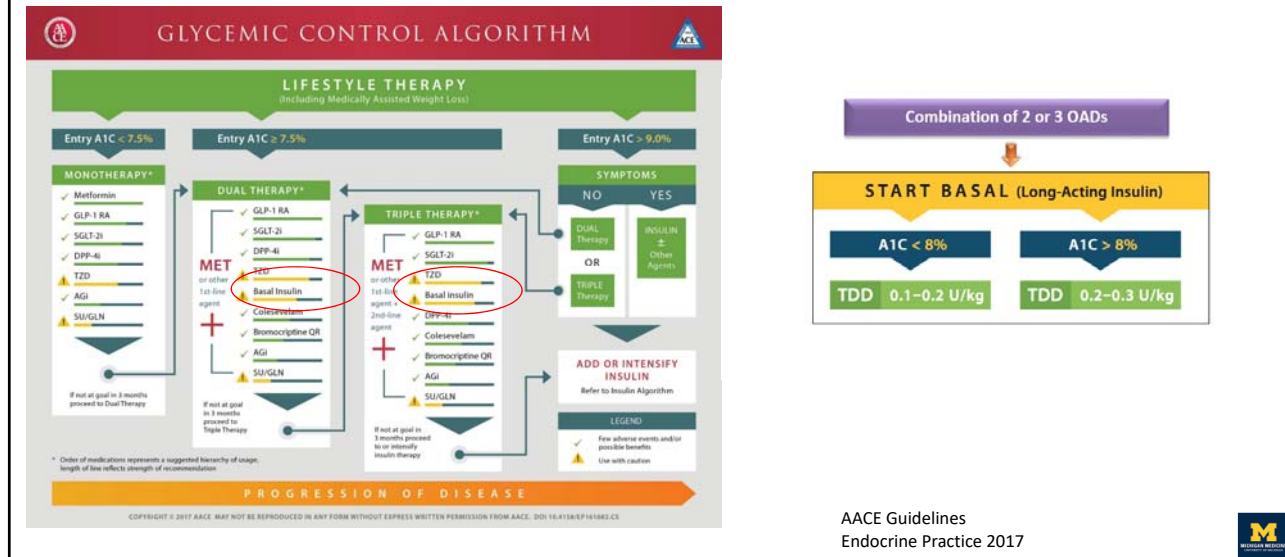 GLYCEMIC CONTROL ALGORITHM
ACE
LIFESTYLE THERAPY
(Including Medically Assisted Weight Loss)
Entry A1C < 7.5%
Entry A1C ≥ 7.5%
Entry A1C > 9.0%
MONOTHERAPY*
Metformin
GLP-1 RA
SGLT-2i
DPP-4i
TZD
AGi
SU/GLN
If not at goal in 3 months
proceed to Dual Therapy
DUAL THERAPY*
MET
or other
1st-line
agent
+
GLP-1 RA
SGLT-2i
DPP-4i
TZD
Basal Insulin
Colesevelam
Bromocriptine QR
AGi
SU/GLN
If not at goal
in 3 months
proceed to
Triple Therapy
TRIPLE THERAPY*
MET
or other
1st-line
agent +
2nd-line
agent
+
GLP-1 RA
SGLT-2i
TZD
Basal insulin
DPP-4i
Colesevelam
Bromocriptine QR
AGi
SU/GLN
If not at goal in
3 months proceed
to or intensify
insulin therapy
SYMPTOMS
NO
YES
DUAL
Therapy
OR
TRIPLE
Therapy
INSULIN
±
Other
Agents
ADD OR INTENSIFY
INSULIN
Refer to Insulin Algorithm
LEGEND
Few adverse events and/or
possible benefits
Use with caution
* Order of medications represents a suggested hierarchy of usage;
length of line reflects strength of recommendation
PROGRESSION OF DISEASE
COPYRIGHT © 2017 AACE MAY NOT BE REPRODUCED IN ANY FORM WITHOUT EXPRESS WRITTEN PERMISSION FROM AACE. DOI 10.4158/EP161682.CS
Combination of 2 or 3 OADs
START BASAL (Long-Acting Insulin)
A1C < 8%
A1C > 8%
TDD 0.1–0.2 U/kg
TDD 0.2–0.3 U/kg
AACE Guidelines
Endocrine Practice 2017
M
MICHIGAN MEDICINE